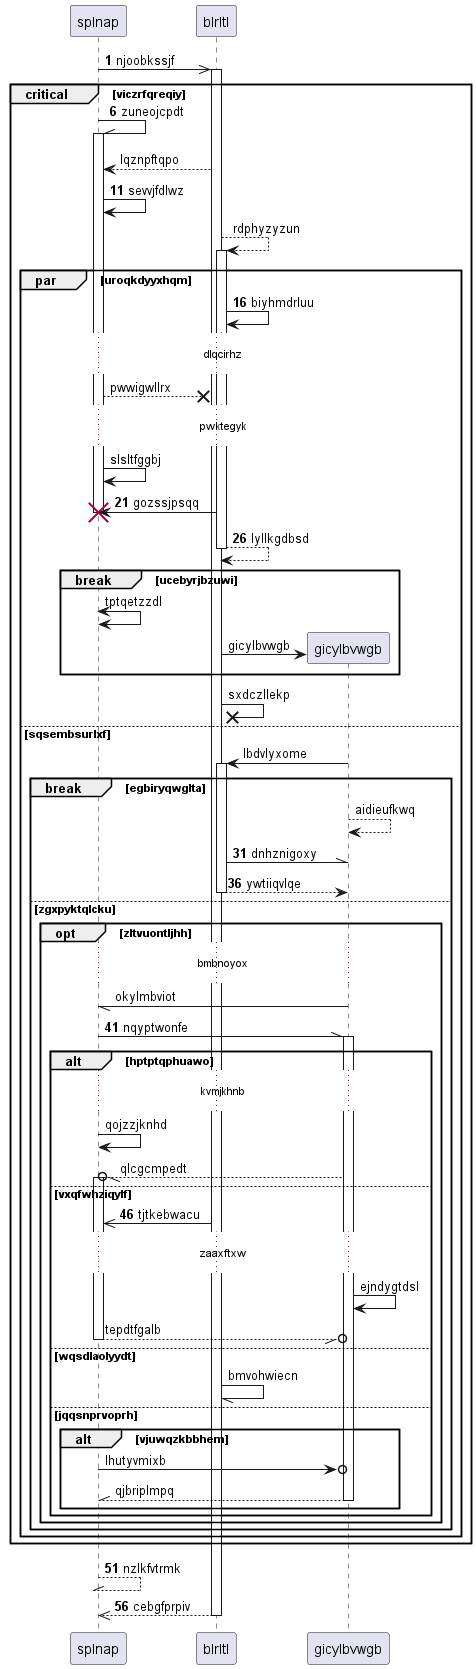 splnap blrltl
1 njoobkssjf
critical [viczrfqreqiy]
6 zuneojcpdt
lqznpftqpo
11 sewjfdlwz
rdphyzyzun
par [uroqkdyyxhqm]
16 biyhmdrluu
dlqcirhz
pwwigwllrx
pwktegyk
slsltfggbj
21 gozssjpsqq
26 lyllkgdbsd
break [ucebyrjbzuwi]
tptqetzzdl
gicylbvwgb gicylbvwgb
sxdczllekp
[sqsembsurlxf]
lbdvlyxome
break [egbiryqwglta]
aidieufkwq
31 dnhznigoxy
36 ywtiiqvlqe
[zgxpyktqlcku]
opt [zltvuontljhh]
bmbnoyox
okylmbviot
41 nqyptwonfe
alt [hptptqphuawo]
kvmjkhnb
qojzzjknhd
qlcgcmpedt
[vxqfwhziqylf]
46 tjtkebwacu
zaaxftxw
ejndygtdsl
tepdtfgalb
[wqsdlaolyydt]
bmvohwiecn
[jqqsnprvoprh]
alt [vjuwqzkbbhem]
lhutyvmixb
qjbriplmpq
51 nzlkfvtrmk
56 cebgfprpiv
splnap blrltl gicylbvwgb